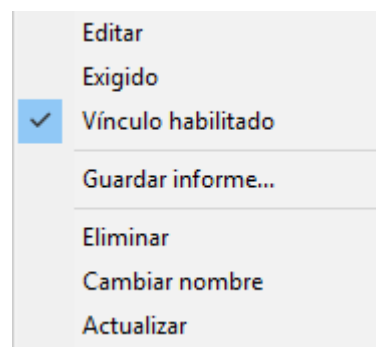 Editar
Exigido
Vínculo habilitado
Guardar informe...
Eliminar
Cambiar nombre
Actualizar